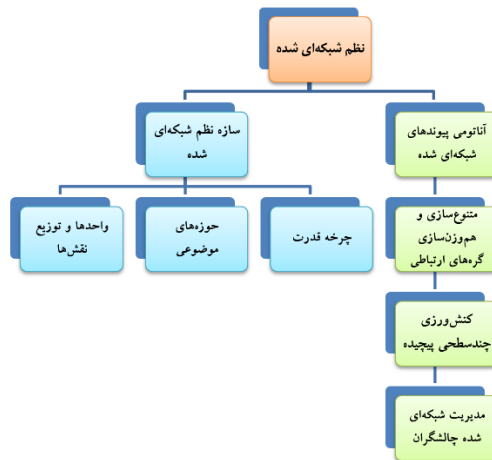 نظم شبکه‌ای شده
آناتومی پیوندهای
شبکه‌ای شده
سازه نظم شبکه‌ای
شده
متنوع‌سازی و
هم‌وزن‌سازی
گره‌های ارتباطی
چرخه قدرت
حوزه‌های
موضوعی
واحدها و توزیع
نقش‌ها
کنش‌ورزی
چندسطحی پیچیده
مدیریت شبکه‌ای
شده چالشگران